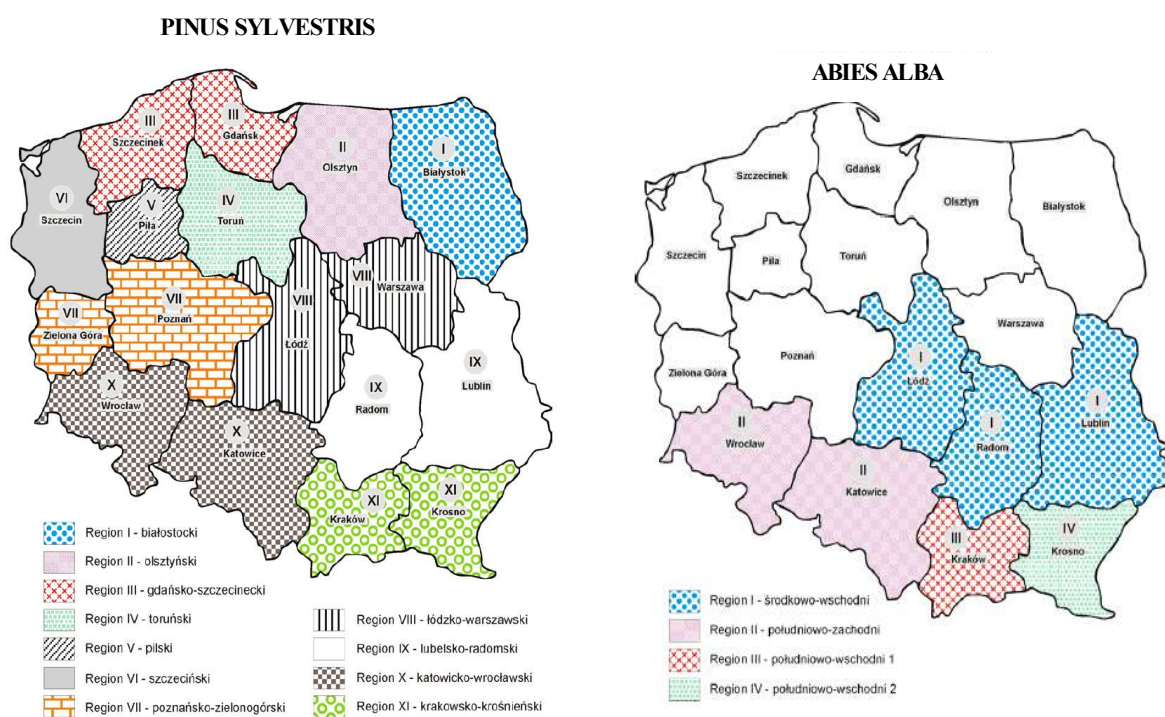 PINUS SYLVESTRIS
III
Szczecinek
III
Gdańsk
II
Olsztyn
I
Białystok
VI
Szczecin
V
Piła
IV
Toruń
VII
Zielona Góra
VII
Poznań
VIII
Łódź
VIII
Warszawa
IX
Radom
IX
Lublin
X
Wrocław
X
Katowice
XI
Kraków
XI
Krosno
Region I - białostocki
Region II - olsztyński
Region III - gdańsko-szczecinecki
Region IV - toruński
Region V - pilski
Region VI - szczeciński
Region VII - poznańsko-zielonogórski
Region VIII - łódzko-warszawski
Region IX - lubelsko-radomski
Region X - katowicko-wrocławski
Region XI - krakowsko-krośnieński
ABIES ALBA
Szczecinek
Gdańsk
Olsztyn
Białystok
Szczecin
Piła
Toruń
Warszawa
Poznań
Zielona Góra
I
Łódź
I
Radom
I
Lublin
II
Wrocław
II
Katowice
III
Kraków
IV
Krosno
Region I - środkowo-wschodni
Region II - południowo-zachodni
Region III - południowo-wschodni 1
Region IV - południowo-wschodni 2